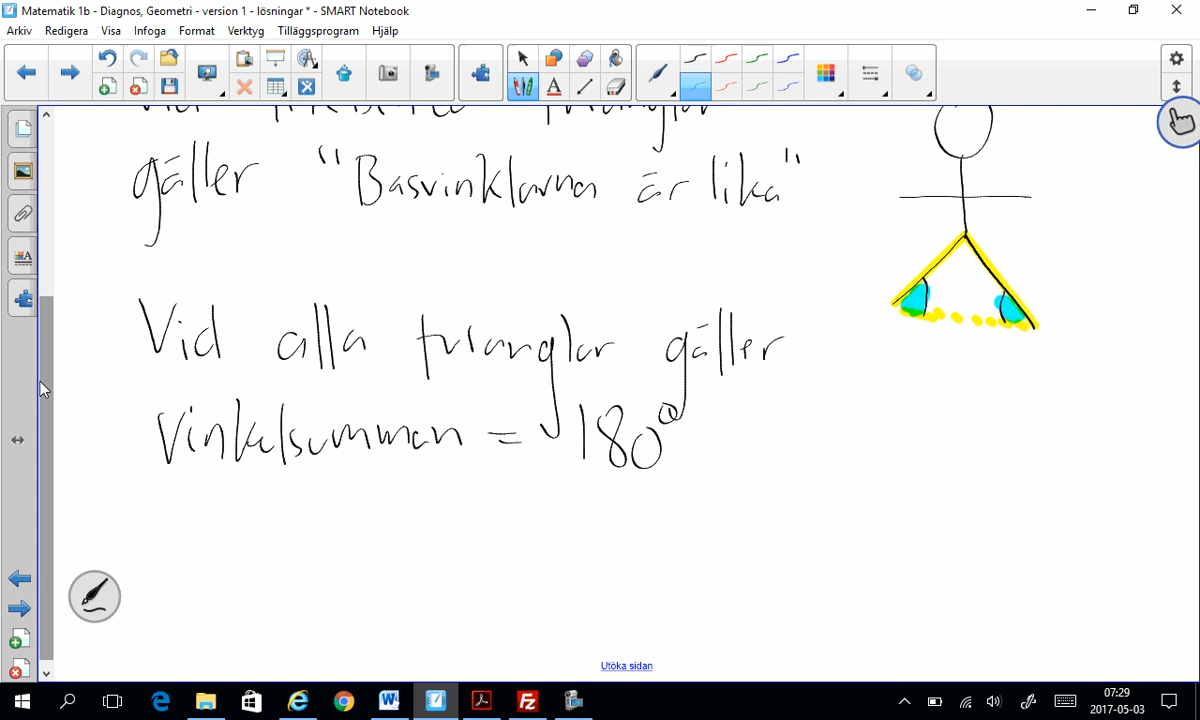 Matematik 1b - Diagnos, Geometri - version 1 - lösningar * - SMART Notebook
Arkiv Redigera Visa Infoga Format Verktyg Tilläggsprogram Hjälp
gäller "Basvinklarna är lika"
Vid alla trianglar gäller
Vinkelsumman = 180°
Utöka sidan
07:29
2017-05-03